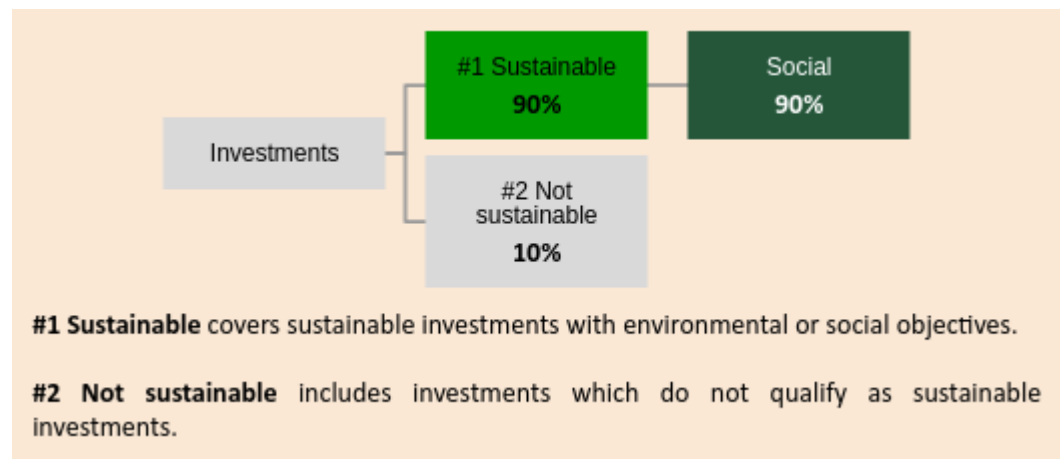 #1 Sustainable
90%
Social
90%
Investments
#2 Not
sustainable
10%
#1 Sustainable covers sustainable investments with environmental or social objectives.
#2 Not sustainable includes investments which do not qualify as sustainable
investments.